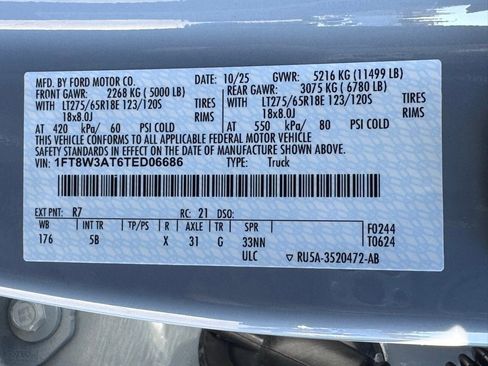 MFD. BY FORD MOTOR CO. 10/25 GVWR: 5216 KG (11499 LB)
FRONT GAWR: 2268 KG ( 5000 LB) REAR GAWR: 3075 KG ( 6780 LB)
WITH LT275/65R18E 123/120S TIRES WITH LT275/65R18E 123/120S TIRES
18x8.0J RIMS 18x8.0J RIMS
AT 420 kPa/ 60 PSI COLD AT 550 kPa/ 80 PSI COLD
THIS VEHICLE CONFORMS TO ALL APPLICABLE FEDERAL MOTOR VEHICLE
SAFETY STANDARDS IN EFFECT ON THE DATE OF MANUFACTURE SHOWN ABOVE.
VIN: 1FT8W3AT6TED06686 TYPE: Truck
EXT PNT: R7 RC: 21 DSO:
WB INT TR TP/PS R AXLE TR SPR F0244
176 5B X 31 G 33NN T0624
ULC RU5A-3520472-AB